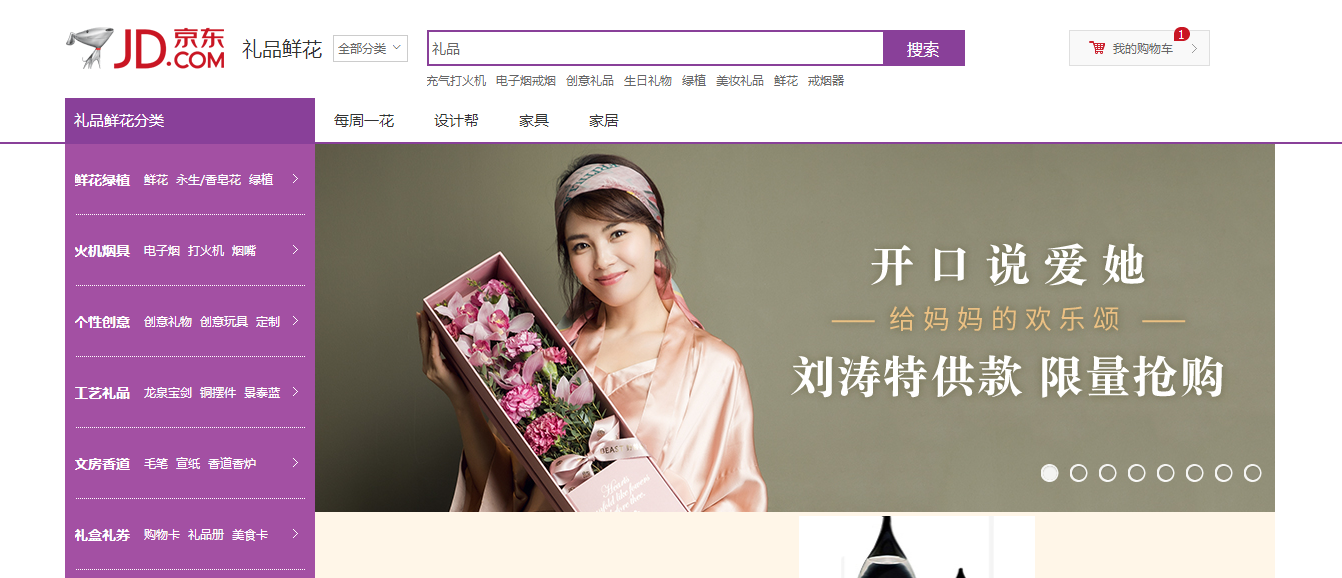 JD 京东
.COM
礼品鲜花
全部分类
礼品
搜索
1
我的购物车
充气打火机 电子烟戒烟 创意礼品 生日礼物 绿植 美妆礼品 鲜花 戒烟器
礼品鲜花分类
每周一花 设计帮 家具 家居
鲜花绿植 鲜花 永生/香皂花 绿植
火机烟具 电子烟 打火机 烟嘴
个性创意 创意礼物 创意玩具 定制
工艺礼品 龙泉宝剑 铜摆件 景泰蓝
文房香道 毛笔 宣纸 香道香炉
礼盒礼券 购物卡 礼品册 美食卡
开口说爱她
给妈妈的欢乐颂
刘涛特供款 限量抢购
BEAST
Hearts